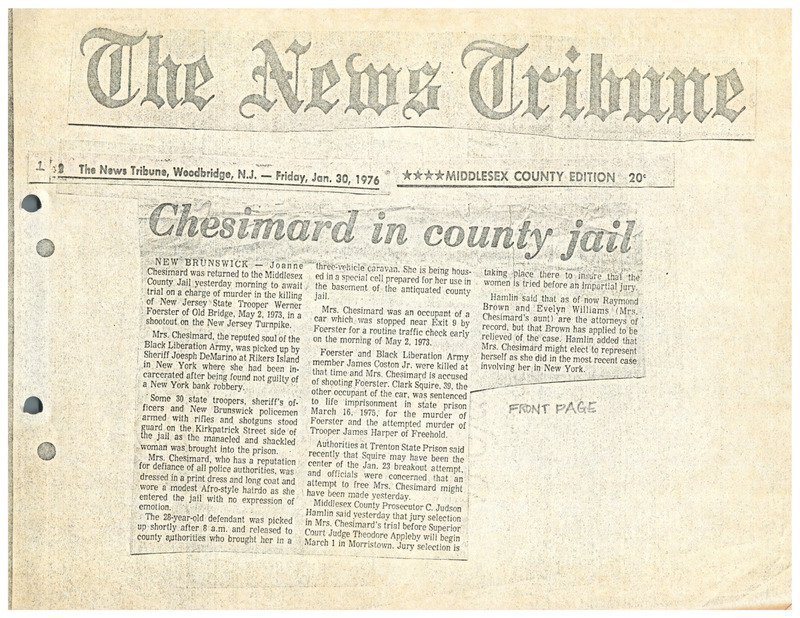 The News Tribune
The News Tribune, Woodbridge, N.J. — Friday, Jan. 30, 1976
★★★★MIDDLESEX COUNTY EDITION 20¢
Chesimard in county jail
NEW BRUNSWICK — Joanne
Chesimard was returned to the Middlesex
County Jail yesterday morning to await
trial on a charge of murder in the killing
of New Jersey State Trooper Werner
Foerster of Old Bridge, May 2, 1973, in a
shootout on the New Jersey Turnpike.
Mrs. Chesimard, the reputed soul of the
Black Liberation Army, was picked up by
Sheriff Joesph DeMarino at Rikers Island
in New York where she had been in-
carcerated after being found not guilty of
a New York bank robbery.
Some 30 state troopers, sheriff's of-
ficers and New Brunswick policemen
armed with rifles and shotguns stood
guard on the Kirkpatrick Street side of
the jail as the manacled and shackled
woman was brought into the prison.
Mrs. Chesimard, who has a reputation
for defiance of all police authorities, was
dressed in a print dress and long coat and
wore a modest Afro-style hairdo as she
entered the jail with no expression of
emotion.
The 28-year-old defendant was picked
up shortly after 8 a.m. and released to
county authorities who brought her in a
three-vehicle caravan. She is being hous-
ed in a special cell prepared for her use in
the basement of the antiquated county
jail.
Mrs. Chesimard was an occupant of a
car which was stopped near Exit 9 by
Foerster for a routine traffic check early
on the morning of May 2, 1973.
Foerster and Black Liberation Army
member James Coston Jr. were killed at
that time and Mrs. Chesimard is accused
of shooting Foerster. Clark Squire, 39, the
other occupant of the car, was sentenced
to life imprisonment in state prison
March 16, 1975, for the murder of
Foerster and the attempted murder of
Trooper James Harper of Freehold.
Authorities at Trenton State Prison said
recently that Squire may have been the
center of the Jan. 23 breakout attempt,
and officials were concerned that an
attempt to free Mrs. Chesimard might
have been made yesterday.
Middlesex County Prosecutor C. Judson
Hamlin said yesterday that jury selection
in Mrs. Chesimard's trial before Superior
Court Judge Theodore Appleby will begin
March 1 in Morristown. Jury selection is
taking place there to insure that the
women is tried before an impartial jury.
Hamlin said that as of now Raymond
Brown and Evelyn Williams (Mrs.
Chesimard's aunt) are the attorneys of
record, but that Brown has applied to be
relieved of the case. Hamlin added that
Mrs. Chesimard might elect to represent
herself as she did in the most recent case
involving her in New York.
FRONT PAGE